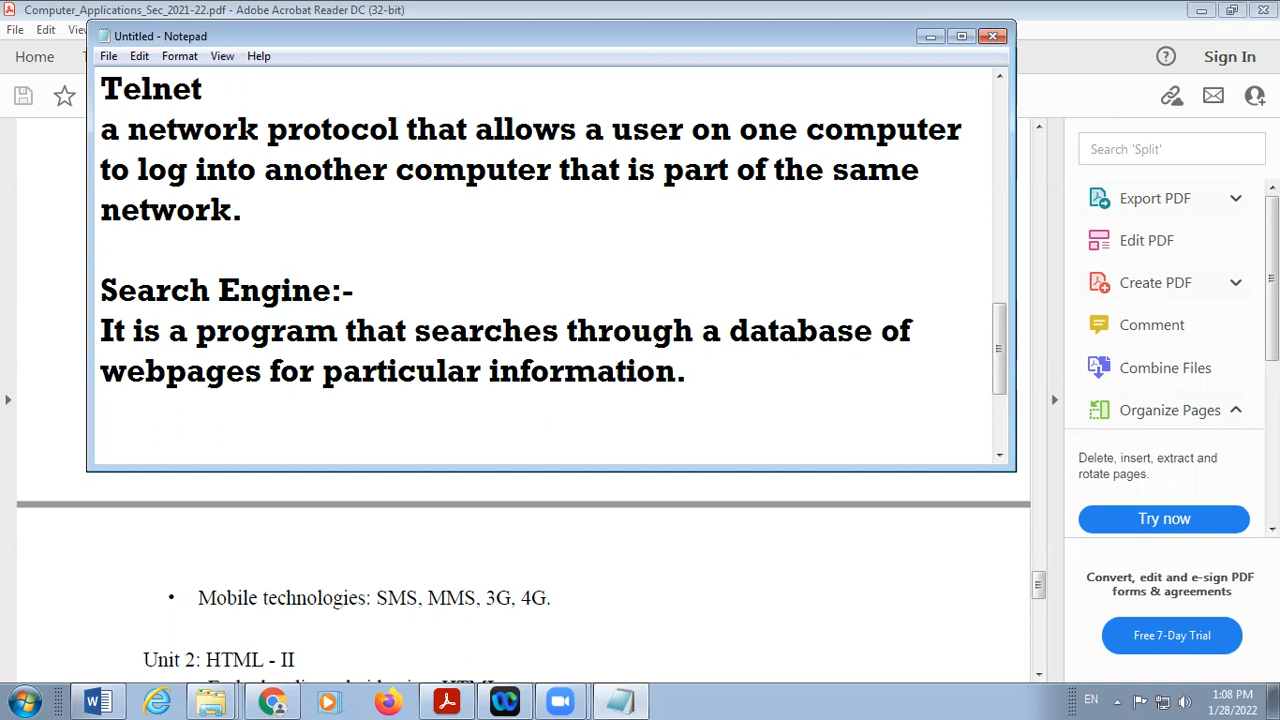 Computer_Applications_Sec_2021-22.pdf - Adobe Acrobat Reader DC (32-bit)
File Edit
Home
Sign In
Untitled - Notepad
File Edit Format View Help
Telnet
a network protocol that allows a user on one computer
to log into another computer that is part of the same
network.
Search Engine:-
It is a program that searches through a database of
webpages for particular information.
• Mobile technologies: SMS, MMS, 3G, 4G.
Unit 2: HTML - II
Search 'Split'
Export PDF
Edit PDF
Create PDF
Comment
Combine Files
Organize Pages
Delete, insert, extract and
rotate pages.
Try now
Convert, edit and e-sign PDF
forms & agreements
Free 7-Day Trial
EN
1:08 PM
1/28/2022